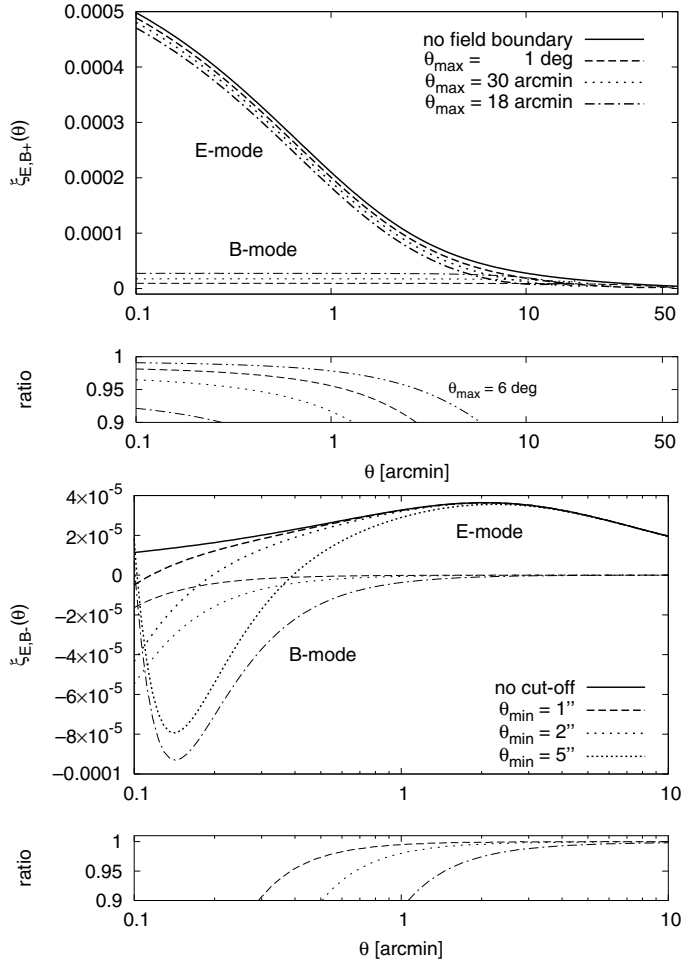 0.0005
0.0004
0.0003
0.0002
0.0001
0
ξE,B+(θ)
no field boundary
θmax = 1 deg
θmax = 30 arcmin
θmax = 18 arcmin
E-mode
B-mode
0.1 1 10 50
1
0.95
0.9
ratio
θmax = 6 deg
0.1 1 10 50
θ [arcmin]
4×10-5
2×10-5
0
−2×10-5
−4×10-5
−6×10-5
−8×10-5
−0.0001
ξE,B-(θ)
E-mode
B-mode
no cut-off
θmin = 1''
θmin = 2''
θmin = 5''
0.1 1 10
1
0.95
0.9
ratio
0.1 1 10
θ [arcmin]